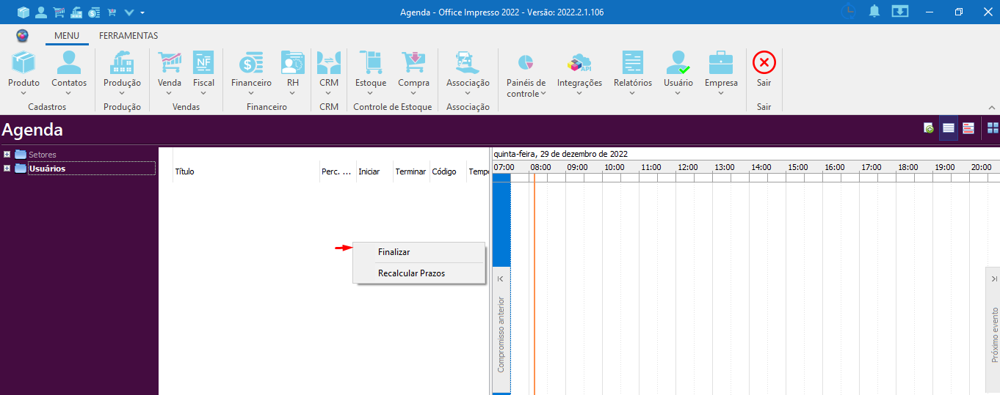 Agenda - Office Impresso 2022 - Versão: 2022.2.1.106
MENU FERRAMENTAS
Produto Contatos Produção Venda Fiscal Financeiro RH CRM Estoque Compra Associação Painéis de controle Integrações Relatórios Usuário Empresa Sair
Cadastros Produção Vendas Financeiro CRM Controle de Estoque Associação Sair
Agenda
Setores
Usuários
Título Perc. ... Iniciar Terminar Código Tempo
quinta-feira, 29 de dezembro de 2022
07:00 08:00 09:00 10:00 11:00 12:00 13:00 14:00 15:00 16:00 17:00 18:00 19:00 20:00
Finalizar
Recalcular Prazos
Compromisso anterior
Próximo evento
NF
API